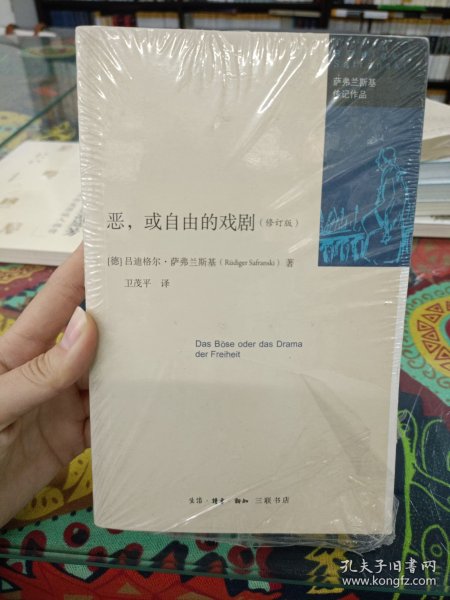 萨弗兰斯基
传记作品
恶，或自由的戏剧（修订版）
[德] 吕迪格尔·萨弗兰斯基（Rüdiger Safranski）著
卫茂平 译
Das Böse oder das Drama
der Freiheit
生活·读书·新知 三联书店
孔夫子旧书网
www.kongfz.com